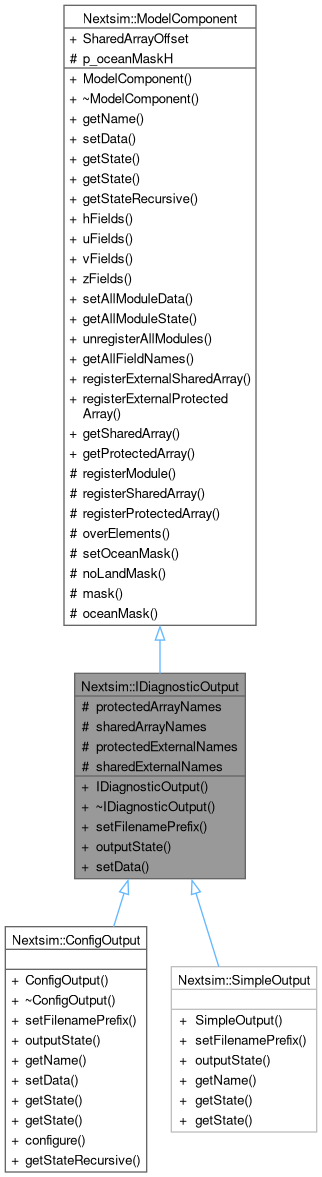 Nextsim::ModelComponent
+ SharedArrayOffset
# p_oceanMaskH
+ ModelComponent()
+ ~ModelComponent()
+ getName()
+ setData()
+ getState()
+ getState()
+ getStateRecursive()
+ hFields()
+ uFields()
+ vFields()
+ zFields()
+ setAllModuleData()
+ getAllModuleState()
+ unregisterAllModules()
+ getAllFieldNames()
+ registerExternalSharedArray()
+ registerExternalProtected
Array()
+ getSharedArray()
+ getProtectedArray()
# registerModule()
# registerSharedArray()
# registerProtectedArray()
# overElements()
# setOceanMask()
# noLandMask()
# mask()
# oceanMask()
Nextsim::IDiagnosticOutput
# protectedArrayNames
# sharedArrayNames
# protectedExternalNames
# sharedExternalNames
+ IDiagnosticOutput()
+ ~IDiagnosticOutput()
+ setFilenamePrefix()
+ outputState()
+ setData()
Nextsim::ConfigOutput
+ ConfigOutput()
+ ~ConfigOutput()
+ setFilenamePrefix()
+ outputState()
+ getName()
+ setData()
+ getState()
+ getState()
+ configure()
+ getStateRecursive()
Nextsim::SimpleOutput
+ SimpleOutput()
+ setFilenamePrefix()
+ outputState()
+ getName()
+ getState()
+ getState()